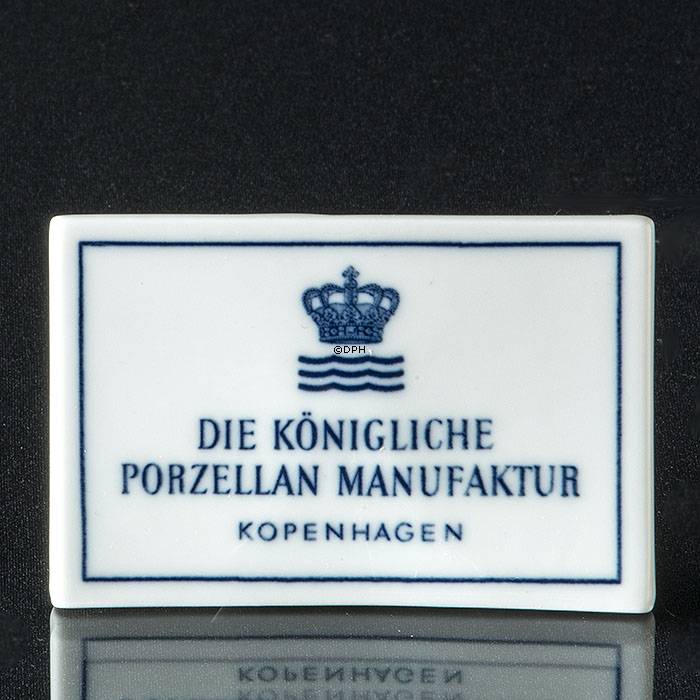 ©DPH
DIE KÖNIGLICHE
PORZELLAN MANUFAKTUR
KOPENHAGEN